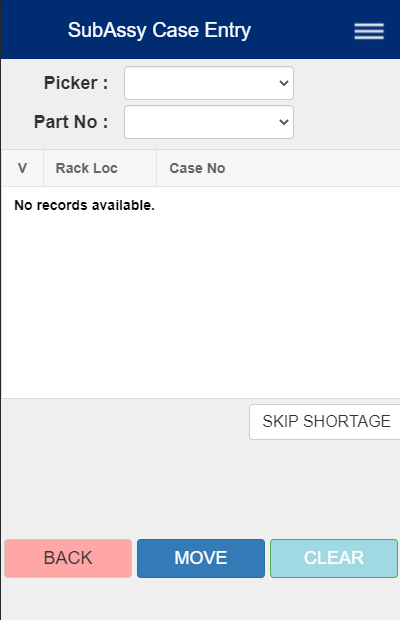 SubAssy Case Entry
Picker :
Part No :
V Rack Loc Case No
No records available.
SKIP SHORTAGE
BACK MOVE CLEAR